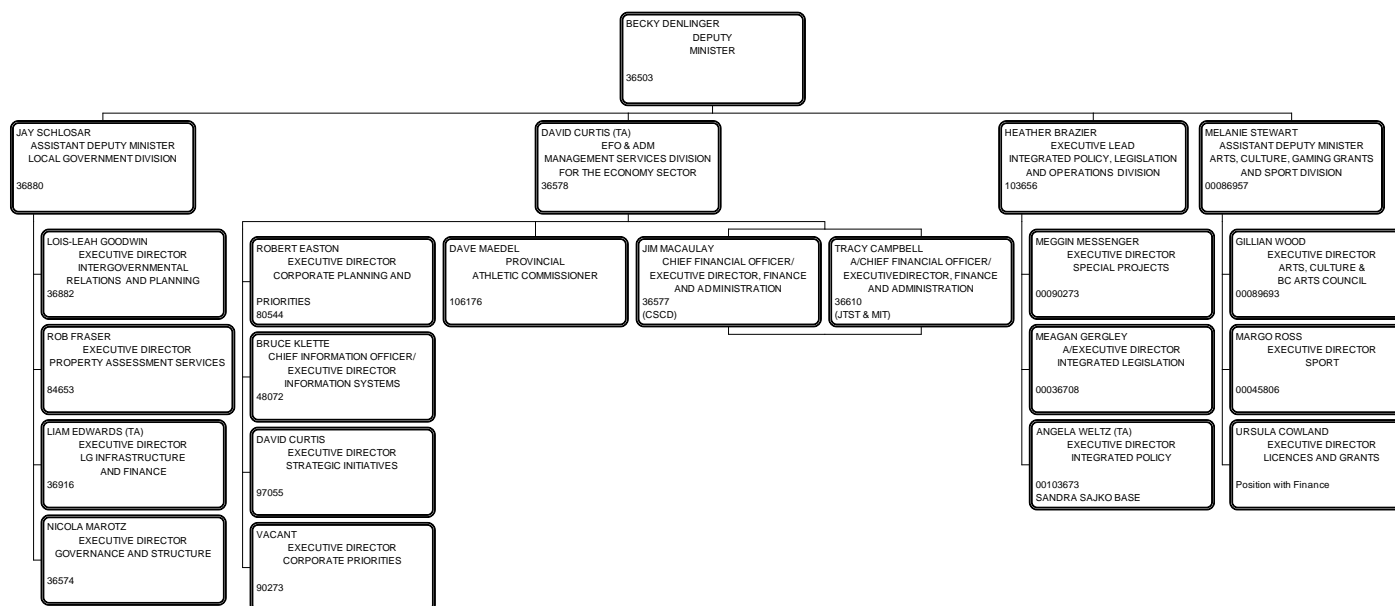 BECKY DENLINGER
DEPUTY
MINISTER
36503
JAY SCHLOSAR
ASSISTANT DEPUTY MINISTER
LOCAL GOVERNMENT DIVISION
36880
DAVID CURTIS (TA)
EFO & ADM
MANAGEMENT SERVICES DIVISION
FOR THE ECONOMY SECTOR
36578
HEATHER BRAZIER
EXECUTIVE LEAD
INTEGRATED POLICY, LEGISLATION
AND OPERATIONS DIVISION
103656
MELANIE STEWART
ASSISTANT DEPUTY MINISTER
ARTS, CULTURE, GAMING GRANTS
AND SPORT DIVISION
00086957
LOIS-LEAH GOODWIN
EXECUTIVE DIRECTOR
INTERGOVERNMENTAL
RELATIONS AND PLANNING
36882
ROB FRASER
EXECUTIVE DIRECTOR
PROPERTY ASSESSMENT SERVICES
84653
LIAM EDWARDS (TA)
EXECUTIVE DIRECTOR
LG INFRASTRUCTURE
AND FINANCE
36916
NICOLA MAROTZ
EXECUTIVE DIRECTOR
GOVERNANCE AND STRUCTURE
36574
ROBERT EASTON
EXECUTIVE DIRECTOR
CORPORATE PLANNING AND
PRIORITIES
80544
BRUCE KLETTE
CHIEF INFORMATION OFFICER/
EXECUTIVE DIRECTOR
INFORMATION SYSTEMS
48072
DAVID CURTIS
EXECUTIVE DIRECTOR
STRATEGIC INITIATIVES
97055
VACANT
EXECUTIVE DIRECTOR
CORPORATE PRIORITIES
90273
DAVE MAEDEL
PROVINCIAL
ATHLETIC COMMISSIONER
106176
JIM MACAULAY
CHIEF FINANCIAL OFFICER/
EXECUTIVE DIRECTOR, FINANCE
AND ADMINISTRATION
36577
(CSCD)
TRACY CAMPBELL
A/CHIEF FINANCIAL OFFICER/
EXECUTIVEDIRECTOR, FINANCE
AND ADMINISTRATION
36610
(JTST & MIT)
MEGGIN MESSENGER
EXECUTIVE DIRECTOR
SPECIAL PROJECTS
00090273
MEAGAN GERGLEY
A/EXECUTIVE DIRECTOR
INTEGRATED LEGISLATION
00036708
ANGELA WELTZ (TA)
EXECUTIVE DIRECTOR
INTEGRATED POLICY
00103673
SANDRA SAJKO BASE
GILLIAN WOOD
EXECUTIVE DIRECTOR
ARTS, CULTURE &
BC ARTS COUNCIL
00089693
MARGO ROSS
EXECUTIVE DIRECTOR
SPORT
00045806
URSULA COWLAND
EXECUTIVE DIRECTOR
LICENCES AND GRANTS
Position with Finance